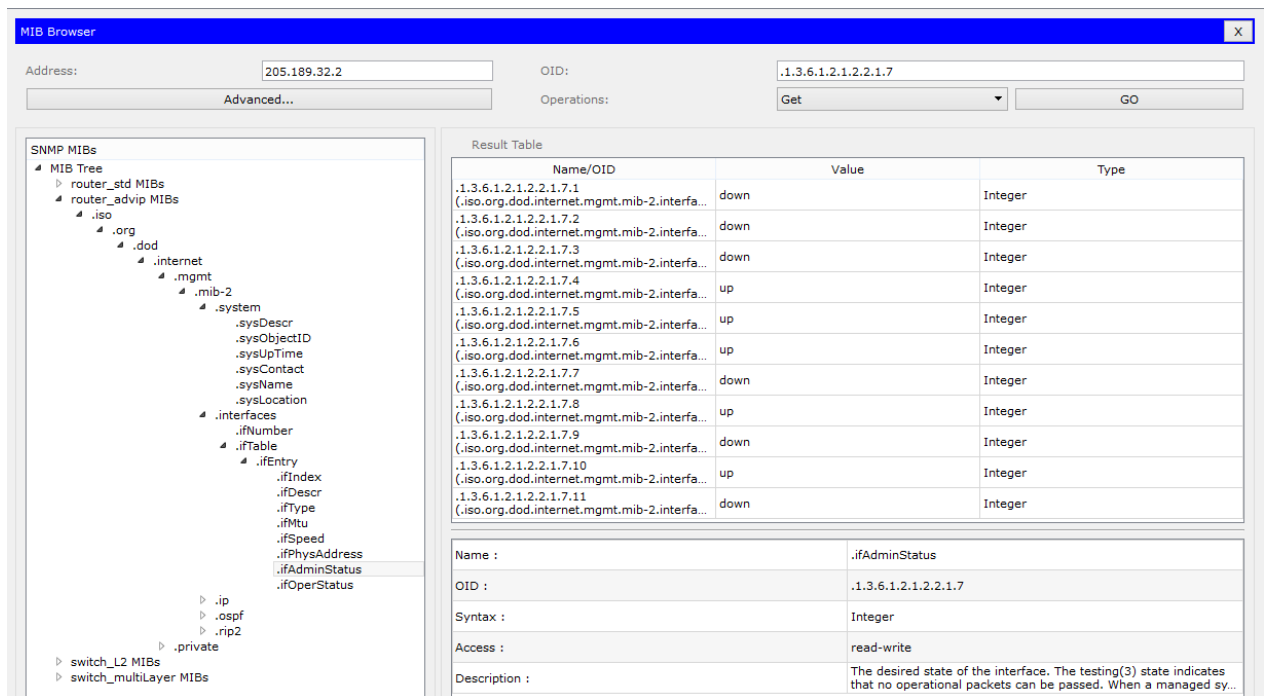 MIB Browser X
Address: 205.189.32.2 OID: .1.3.6.1.2.1.2.2.1.7
Advanced... Operations: Get GO
SNMP MIBs
MIB Tree
router_std MIBs
router_advip MIBs
.iso
.org
.dod
.internet
.mgmt
.mib-2
.system
.sysDescr
.sysObjectID
.sysUpTime
.sysContact
.sysName
.sysLocation
.interfaces
.ifNumber
.ifTable
.ifEntry
.ifIndex
.ifDescr
.ifType
.ifMtu
.ifSpeed
.ifPhysAddress
.ifAdminStatus
.ifOperStatus
.ip
.ospf
.rip2
.private
switch_L2 MIBs
switch_multiLayer MIBs
Result Table
Name/OID Value Type
.1.3.6.1.2.1.2.2.1.7.1
(.iso.org.dod.internet.mgmt.mib-2.interfa... down Integer
.1.3.6.1.2.1.2.2.1.7.2
(.iso.org.dod.internet.mgmt.mib-2.interfa... down Integer
.1.3.6.1.2.1.2.2.1.7.3
(.iso.org.dod.internet.mgmt.mib-2.interfa... down Integer
.1.3.6.1.2.1.2.2.1.7.4
(.iso.org.dod.internet.mgmt.mib-2.interfa... up Integer
.1.3.6.1.2.1.2.2.1.7.5
(.iso.org.dod.internet.mgmt.mib-2.interfa... up Integer
.1.3.6.1.2.1.2.2.1.7.6
(.iso.org.dod.internet.mgmt.mib-2.interfa... up Integer
.1.3.6.1.2.1.2.2.1.7.7
(.iso.org.dod.internet.mgmt.mib-2.interfa... down Integer
.1.3.6.1.2.1.2.2.1.7.8
(.iso.org.dod.internet.mgmt.mib-2.interfa... up Integer
.1.3.6.1.2.1.2.2.1.7.9
(.iso.org.dod.internet.mgmt.mib-2.interfa... down Integer
.1.3.6.1.2.1.2.2.1.7.10
(.iso.org.dod.internet.mgmt.mib-2.interfa... up Integer
.1.3.6.1.2.1.2.2.1.7.11
(.iso.org.dod.internet.mgmt.mib-2.interfa... down Integer
Name : .ifAdminStatus
OID : .1.3.6.1.2.1.2.2.1.7
Syntax : Integer
Access : read-write
Description : The desired state of the interface. The testing(3) state indicates
that no operational packets can be passed. When a managed sy...